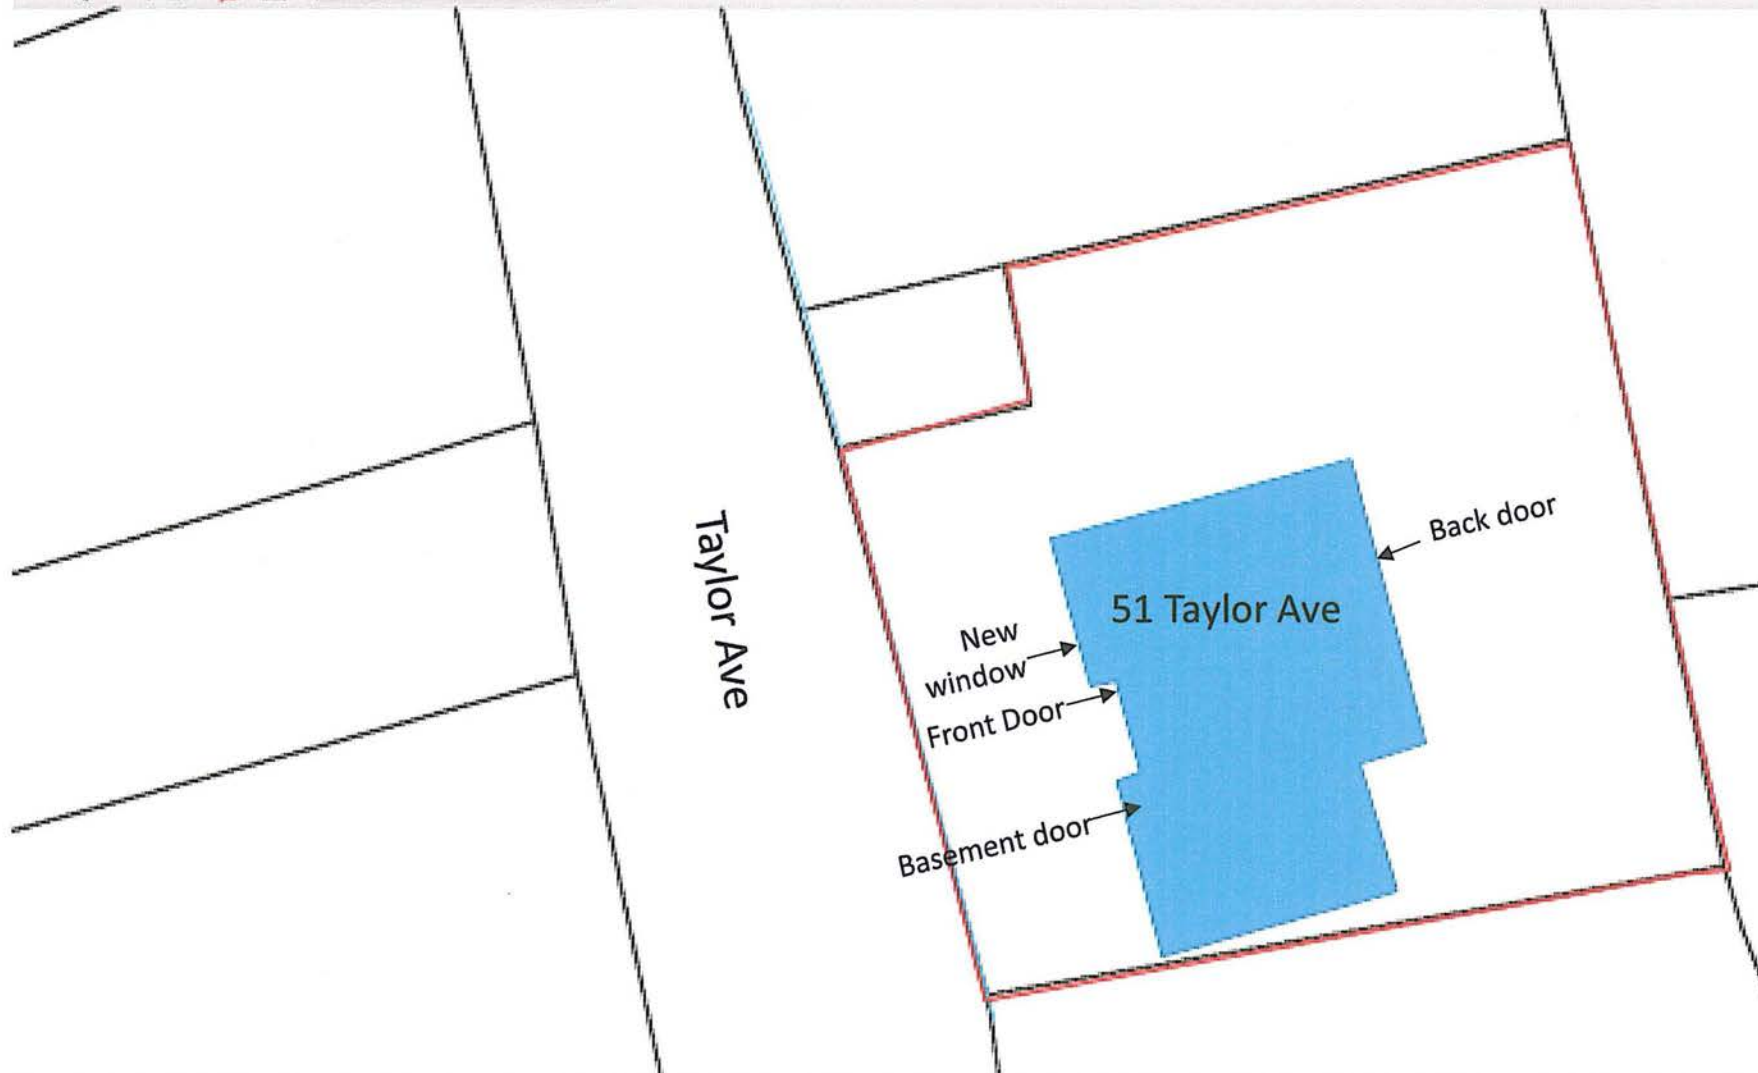 Taylor Ave
51 Taylor Ave
Back door
New
window
Front Door
Basement door